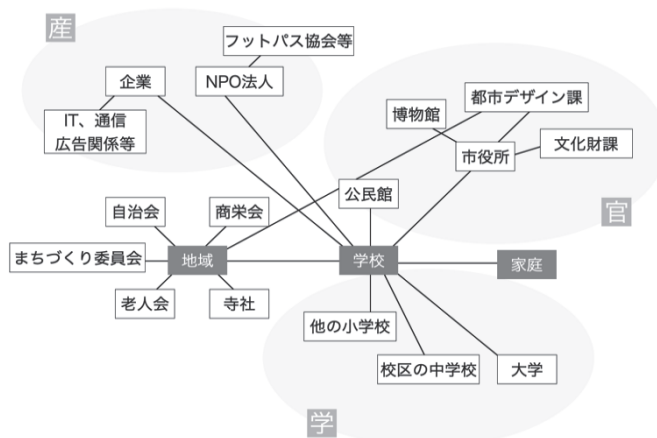 産
フットパス協会等
企業
NPO法人
IT、通信
広告関係等
都市デザイン課
博物館
市役所
文化財課
官
公民館
自治会
商栄会
まちづくり委員会
地域
学校
家庭
老人会
寺社
他の小学校
校区の中学校
大学
学